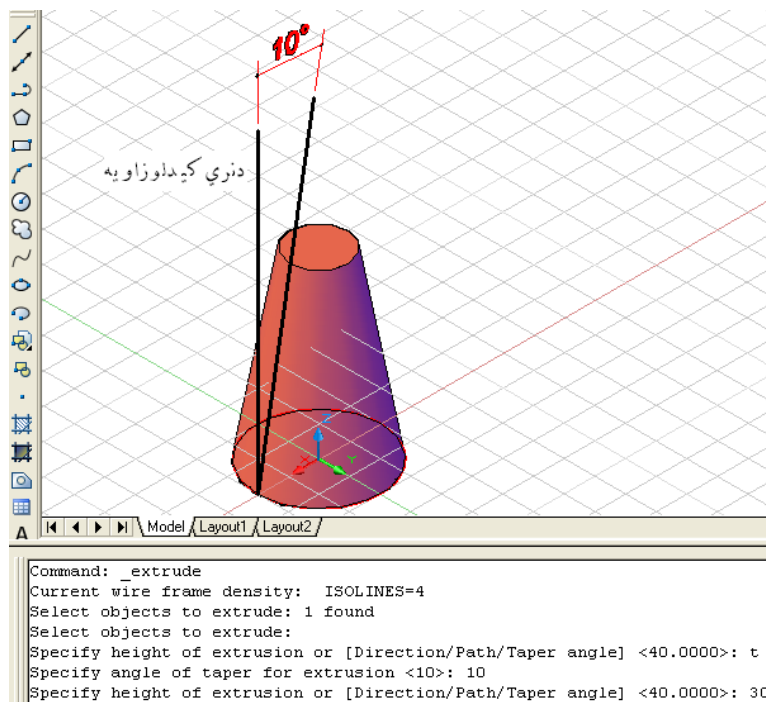 10°
دنري کيدلوزاويه
X
Y
Z
A
Model
Layout1
Layout2
Command: _extrude
Current wire frame density:  ISOLINES=4
Select objects to extrude: 1 found
Select objects to extrude:
Specify height of extrusion or [Direction/Path/Taper angle] <40.0000>: t
Specify angle of taper for extrusion <10>: 10
Specify height of extrusion or [Direction/Path/Taper angle] <40.0000>: 30